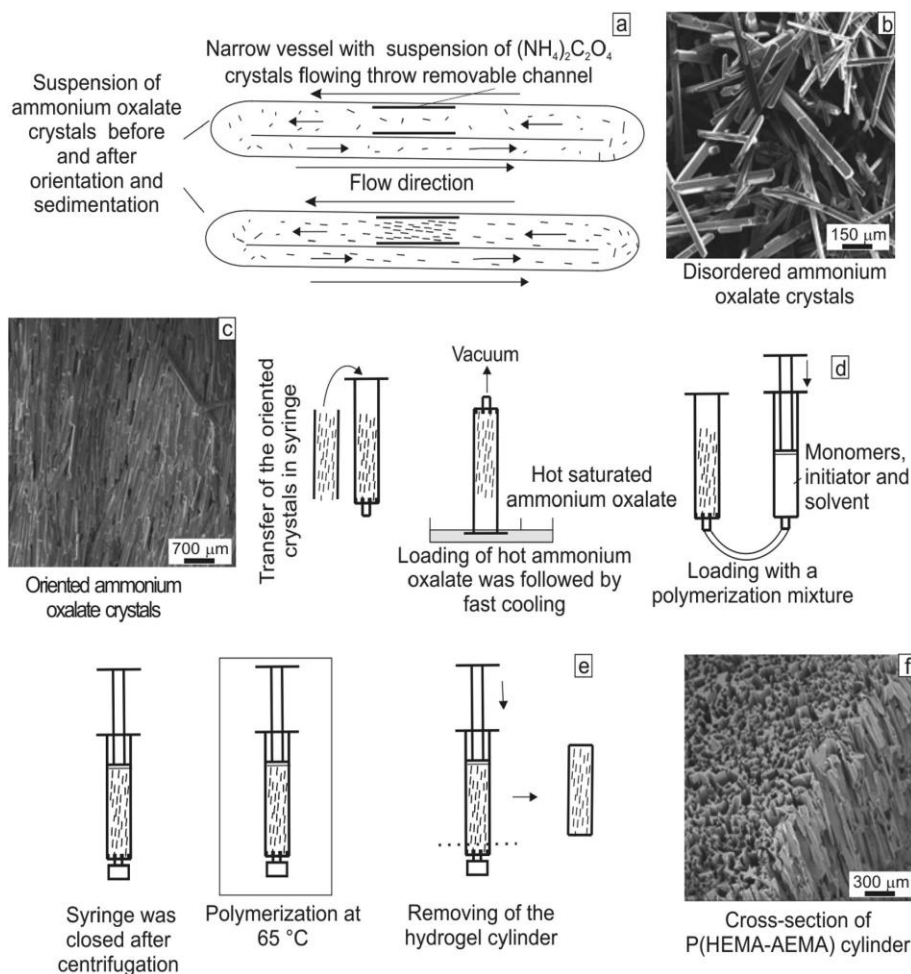 a
Narrow vessel with suspension of (NH₄)₂C₂O₄
crystals flowing throw removable channel
Suspension of
ammonium oxalate
crystals before
and after
orientation and
sedimentation
Flow direction
b
150 μm
Disordered ammonium
oxalate crystals
c
700 μm
Oriented ammonium
oxalate crystals
Transfer of the oriented
crystals in syringe
Vacuum
Hot saturated
ammonium oxalate
Loading of hot ammonium
oxalate was followed by
fast cooling
d
Monomers,
initiator and
solvent
Loading with a
polymerization mixture
Syringe was
closed after
centrifugation
Polymerization at
65 °C
e
Removing of the
hydrogel cylinder
f
300 μm
Cross-section of
P(HEMA-AEMA) cylinder